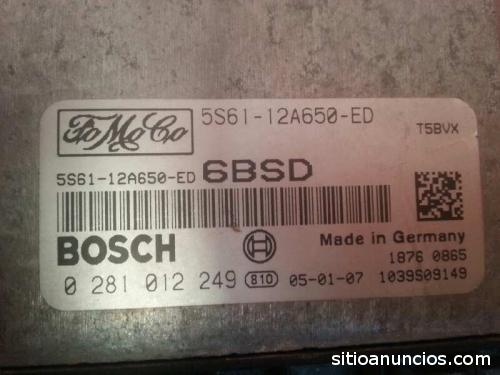 FoMoCo 5S61-12A650-ED T5BVX
5S61-12A650-ED 6BSD
BOSCH Made in Germany
1876 0865
0 281 012 249 810 05-01-07 1039S09149
sitioanuncios.com